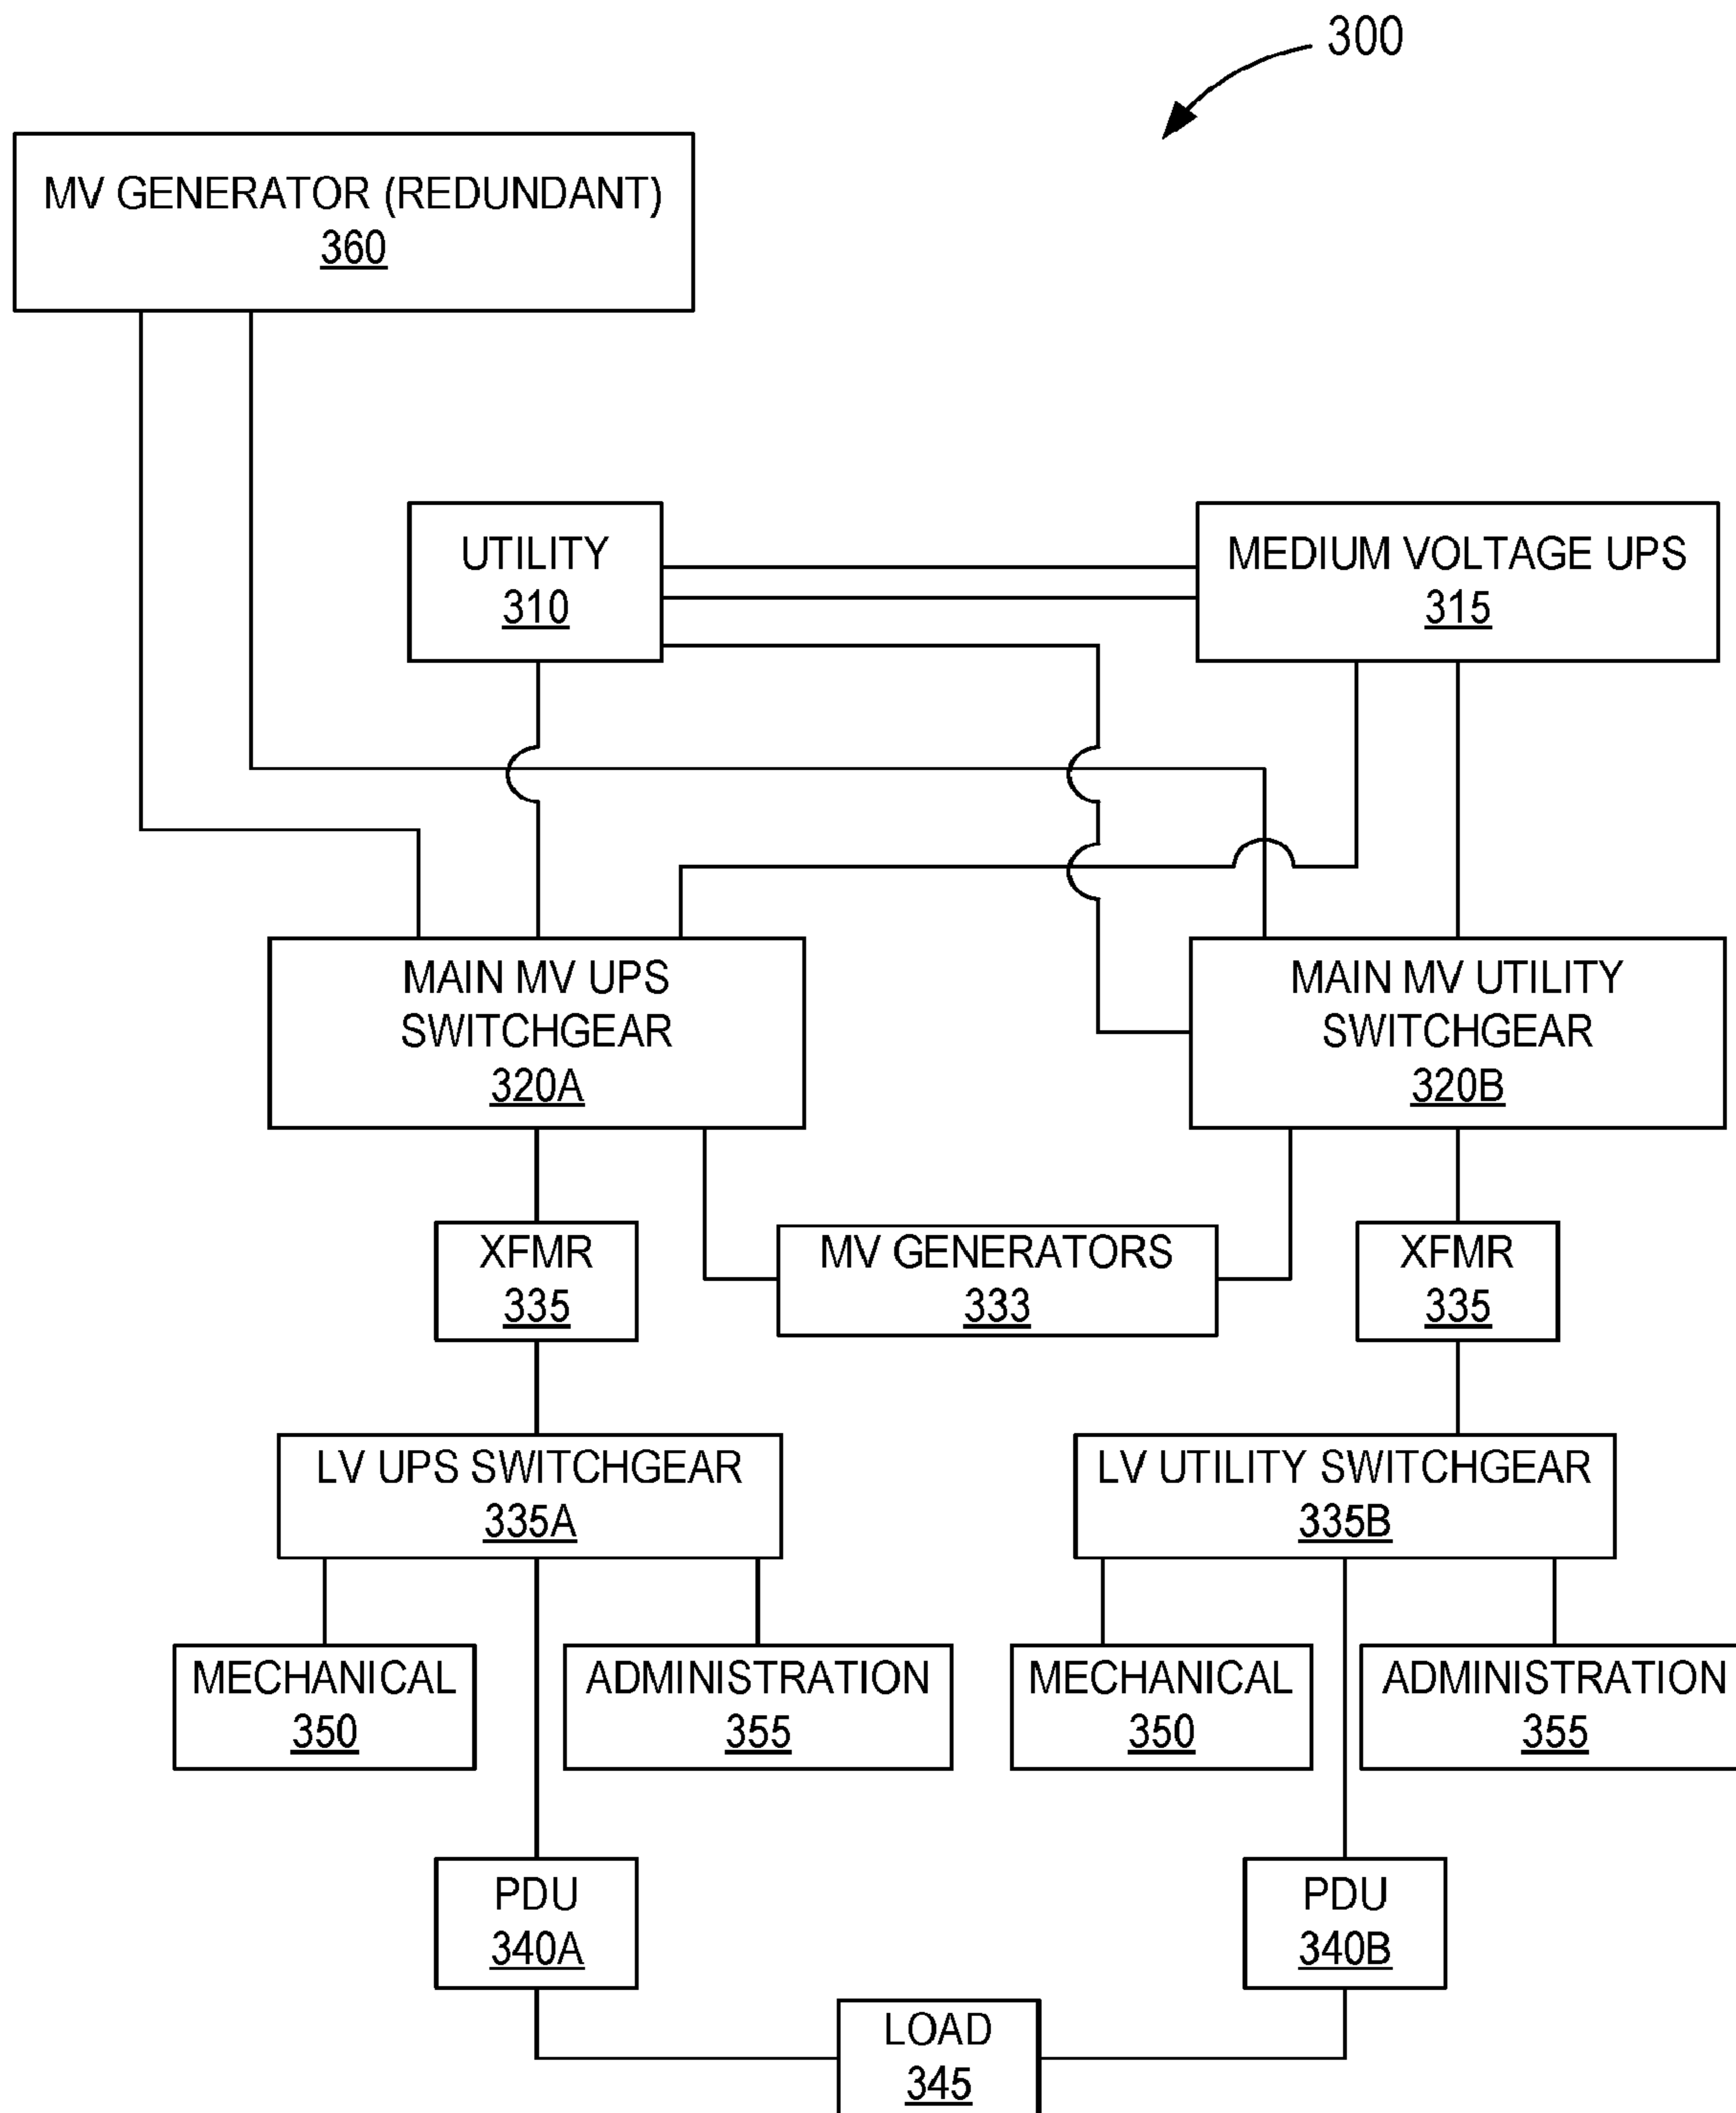 300
MV GENERATOR (REDUNDANT)
360
UTILITY
310
MEDIUM VOLTAGE UPS
315
MAIN MV UPS
SWITCHGEAR
320A
MAIN MV UTILITY
SWITCHGEAR
320B
XFMR
335
MV GENERATORS
333
XFMR
335
LV UPS SWITCHGEAR
335A
LV UTILITY SWITCHGEAR
335B
MECHANICAL
350
ADMINISTRATION
355
MECHANICAL
350
ADMINISTRATION
355
PDU
340A
PDU
340B
LOAD
345